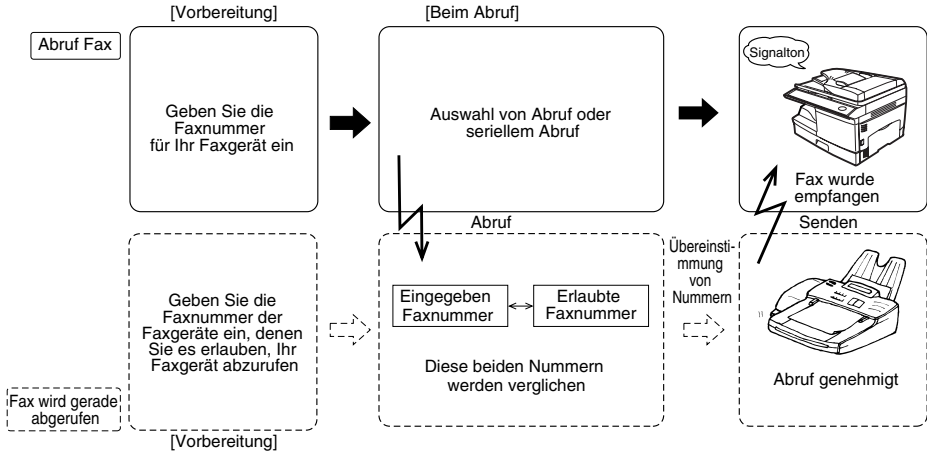 [Vorbereitung]
[Beim Abruf]
Abruf Fax
Geben Sie die
Faxnummer
für Ihr Faxgerät ein
Auswahl von Abruf oder
seriellem Abruf
Signalton
Fax wurde
empfangen
Abruf
Senden
Geben Sie die
Faxnummer der
Faxgeräte ein, denen
Sie es erlauben, Ihr
Faxgerät abzurufen
Eingegeben
Faxnummer
Erlaubte
Faxnummer
Diese beiden Nummern
werden verglichen
Übereinsti-
mmung
von
Nummern
Abruf genehmigt
Fax wird gerade
abgerufen
[Vorbereitung]